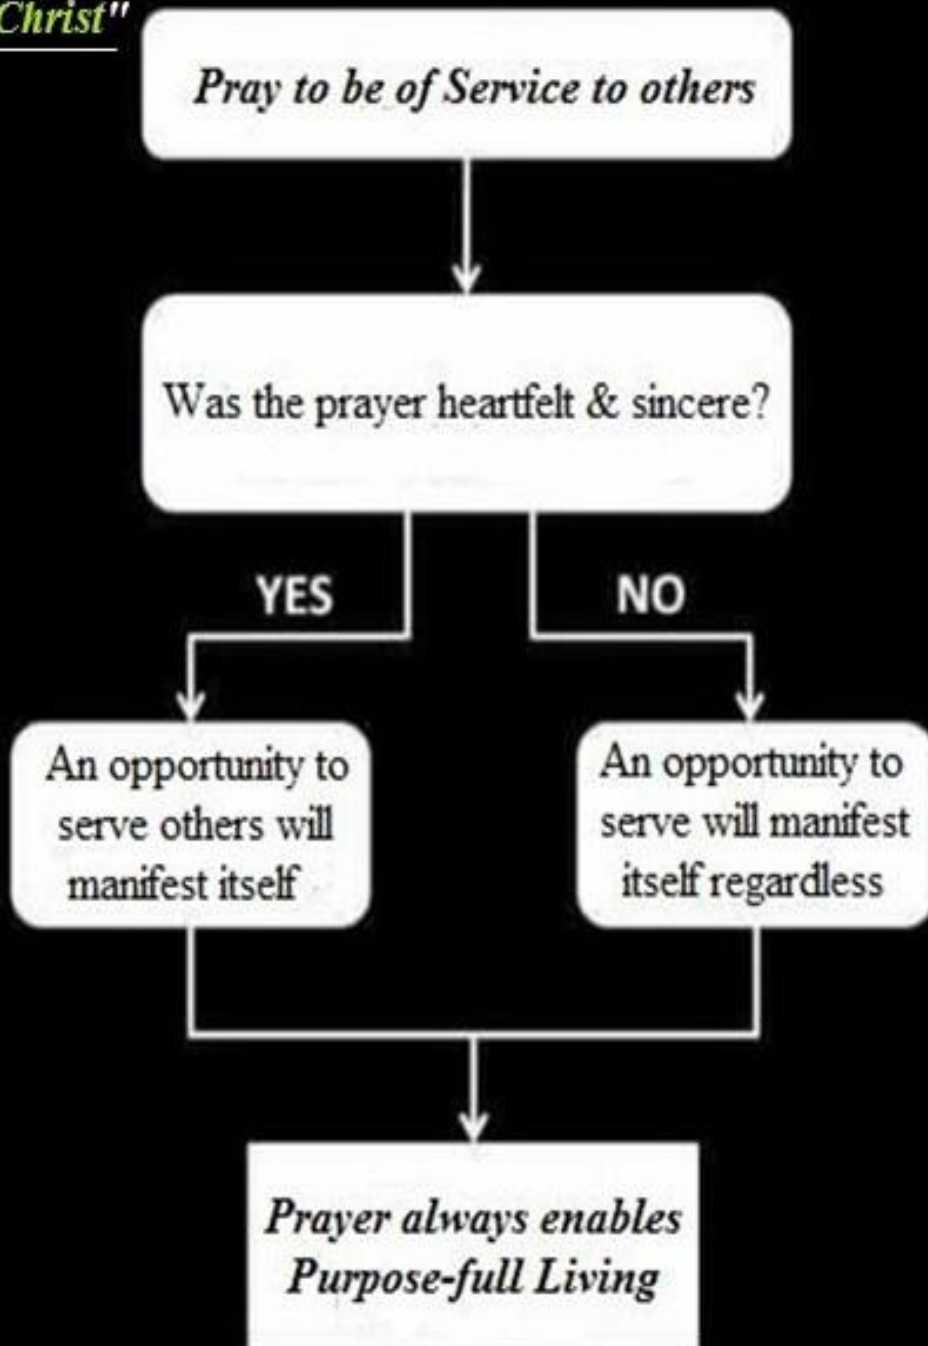 Christ"
Pray to be of Service to others
Was the prayer heartfelt & sincere?
YES
NO
An opportunity to
serve others will
manifest itself
An opportunity to
serve will manifest
itself regardless
Prayer always enables
Purpose-full Living